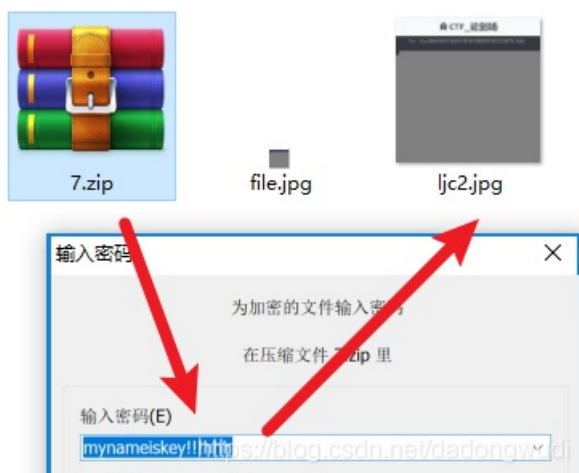 7.zip
file.jpg
ljc2.jpg
输入密码
为加密的文件输入密码
在压缩文件 7.zip 里
输入密码(E)
https://blog.csdn.net/dadongwudi